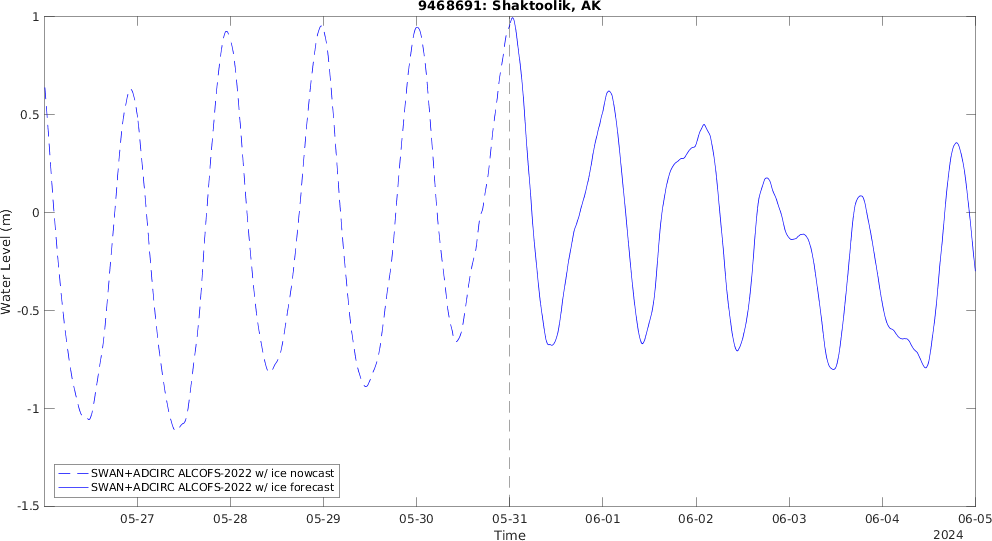 9468691: Shaktoolik, AK
1
0.5
0
-0.5
-1
-1.5
Water Level (m)
SWAN+ADCIRC ALCOFS-2022 w/ ice nowcast
SWAN+ADCIRC ALCOFS-2022 w/ ice forecast
05-27 05-28 05-29 05-30 05-31 06-01 06-02 06-03 06-04 06-05
Time
2024